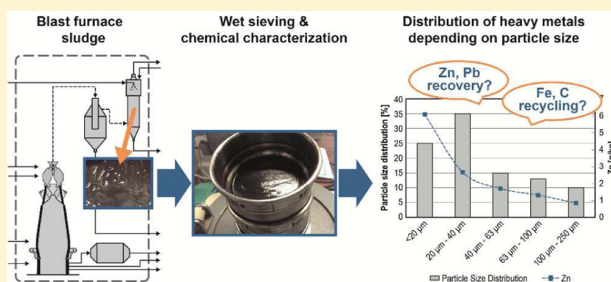 Blast furnace
sludge
Wet sieving &
chemical characterization
Distribution of heavy metals
depending on particle size
Zn, Pb
recovery?
Fe, C
recycling?
Particle size distribution [%]
40
35
30
25
20
15
10
5
0
7
6
5
4
3
2
1
0
<20 µm
20 µm - 40 µm
40 µm - 63 µm
63 µm - 100 µm
100 µm - 250 µm
Particle Size Distribution
Zn